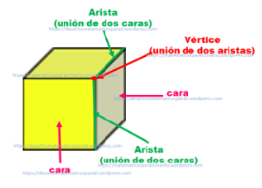 Arista
(unión de dos caras)
Vértice
(unión de dos aristas)
cara
Arista
(unión de dos caras)
cara